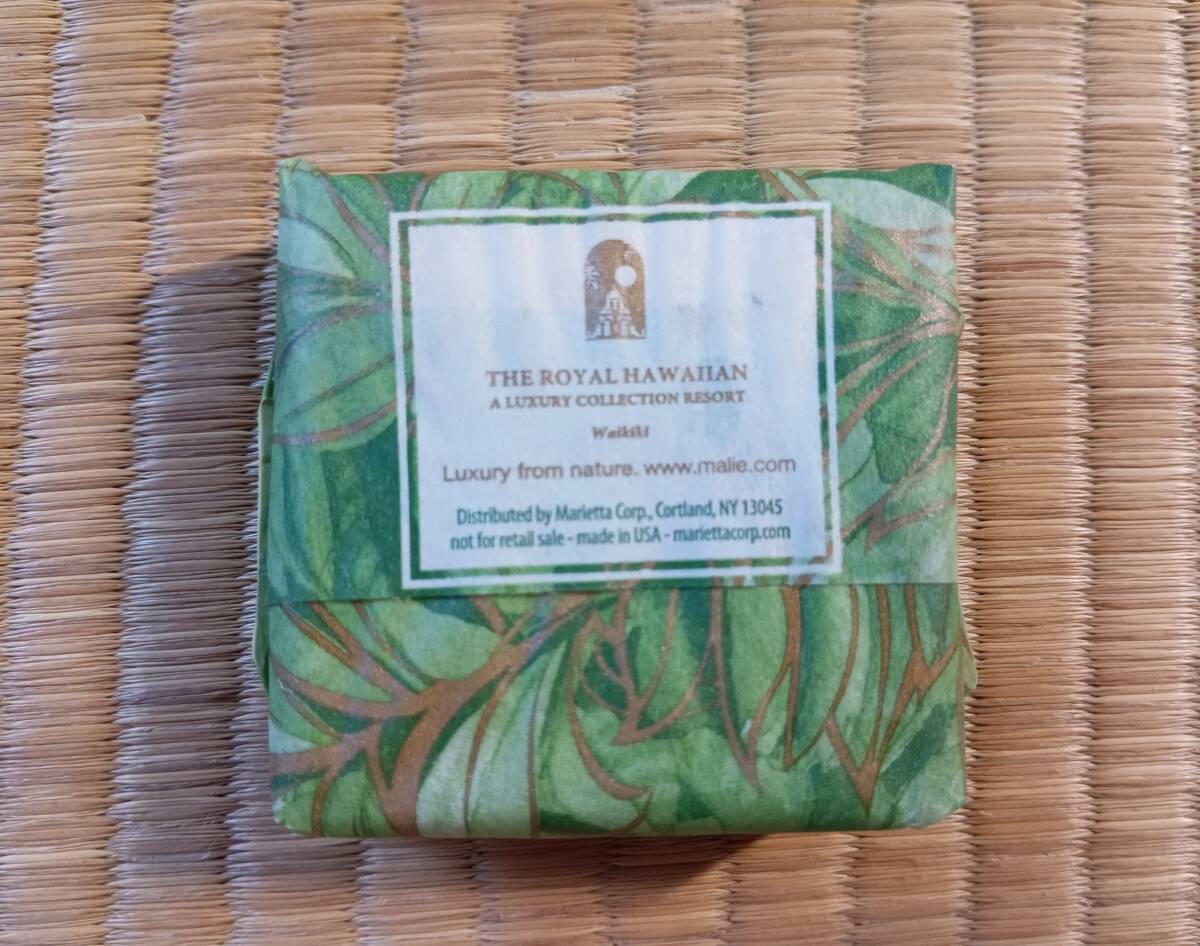 THE ROYAL HAWAIIAN
A LUXURY COLLECTION RESORT
Waikiki
Luxury from nature. www.malie.com
Distributed by Marietta Corp., Cortland, NY 13045
not for retail sale - made in USA - mariettacorp.com